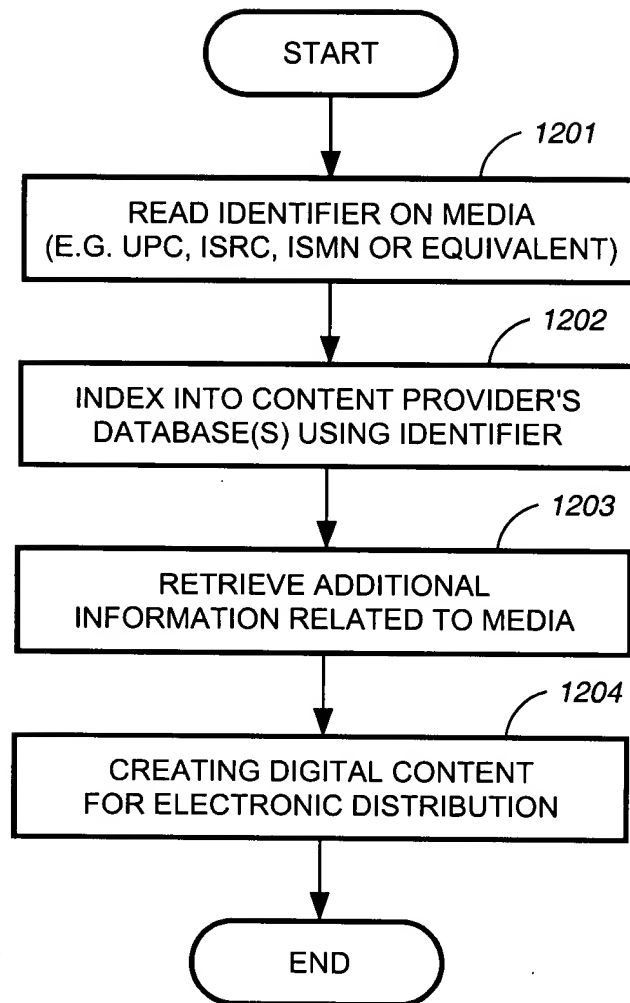 START
1201
READ IDENTIFIER ON MEDIA
(E.G. UPC, ISRC, ISMN OR EQUIVALENT)
1202
INDEX INTO CONTENT PROVIDER'S
DATABASE(S) USING IDENTIFIER
1203
RETRIEVE ADDITIONAL
INFORMATION RELATED TO MEDIA
1204
CREATING DIGITAL CONTENT
FOR ELECTRONIC DISTRIBUTION
END